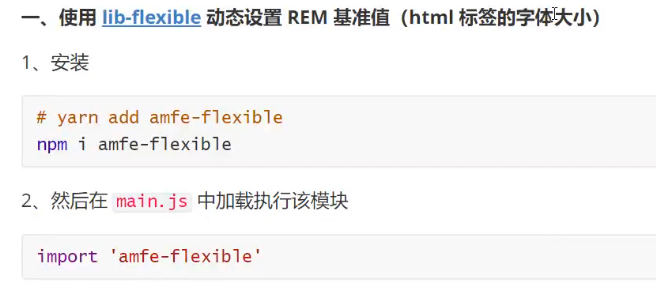 一、使用 lib-flexible 动态设置 REM 基准值（html 标签的字体大小）
1、安装
# yarn add amfe-flexible
npm i amfe-flexible
2、然后在 main.js 中加载执行该模块
import 'amfe-flexible'